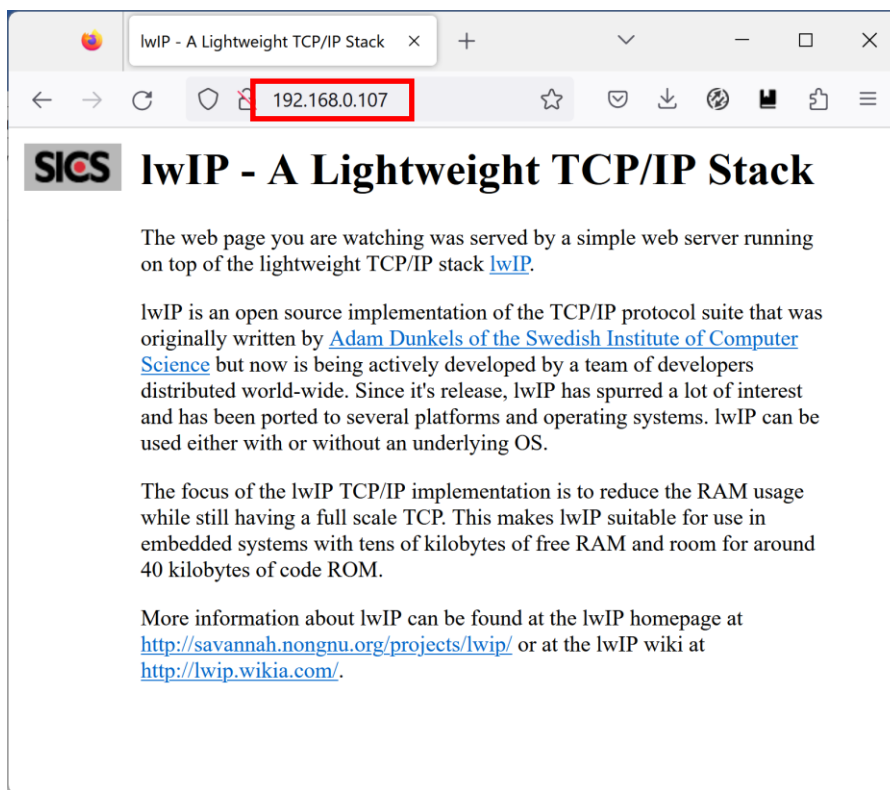 lwIP - A Lightweight TCP/IP Stack
192.168.0.107
SICS
lwIP - A Lightweight TCP/IP Stack
The web page you are watching was served by a simple web server running
on top of the lightweight TCP/IP stack lwIP.
lwIP is an open source implementation of the TCP/IP protocol suite that was
originally written by Adam Dunkels of the Swedish Institute of Computer
Science but now is being actively developed by a team of developers
distributed world-wide. Since it's release, lwIP has spurred a lot of interest
and has been ported to several platforms and operating systems. lwIP can be
used either with or without an underlying OS.
The focus of the lwIP TCP/IP implementation is to reduce the RAM usage
while still having a full scale TCP. This makes lwIP suitable for use in
embedded systems with tens of kilobytes of free RAM and room for around
40 kilobytes of code ROM.
More information about lwIP can be found at the lwIP homepage at
http://savannah.nongnu.org/projects/lwip/ or at the lwIP wiki at
http://lwip.wikia.com/.